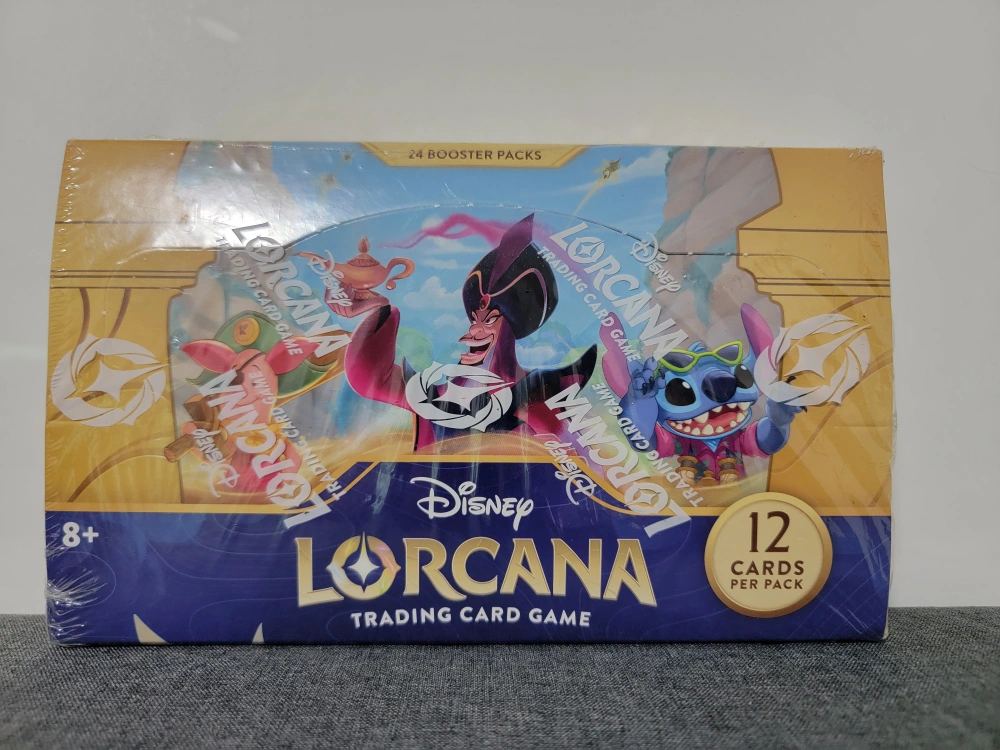 24 BOOSTER PACKS
Disney
LORCANA
TRADING CARD GAME
Disney
LORCANA
TRADING CARD GAME
K
Disney
LORCANA
TRADING CARD GAME
Disney
LORCANA
TRADING CARD GAME
8+
Disney
LORCANA
TRADING CARD GAME
12
CARDS
PER PACK